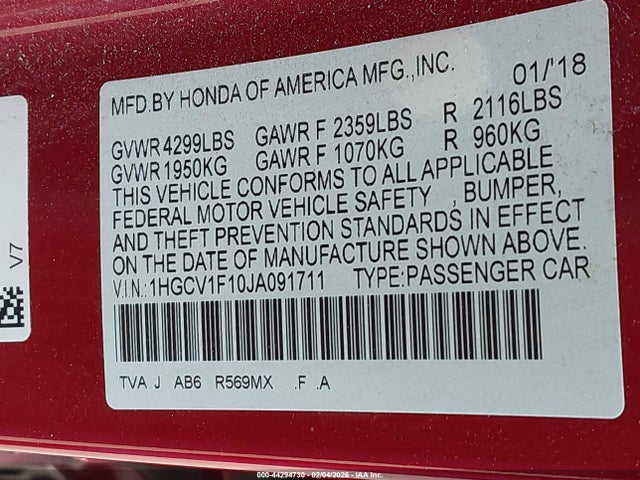 MFD.BY HONDA OF AMERICA MFG.,INC. 01/'18
GVWR 4299LBS GAWR F 2359LBS R 2116LBS
GVWR 1950KG GAWR F 1070KG R 960KG
THIS VEHICLE CONFORMS TO ALL APPLICABLE
FEDERAL MOTOR VEHICLE SAFETY , BUMPER,
AND THEFT PREVENTION STANDARDS IN EFFECT
ON THE DATE OF MANUFACTURE SHOWN ABOVE.
V.I.N.:1HGCV1F10JA091711 TYPE:PASSENGER CAR
TVA J AB6 R569MX .F .A
V7
000-44294730 - 02/04/2026 - IAA Inc.